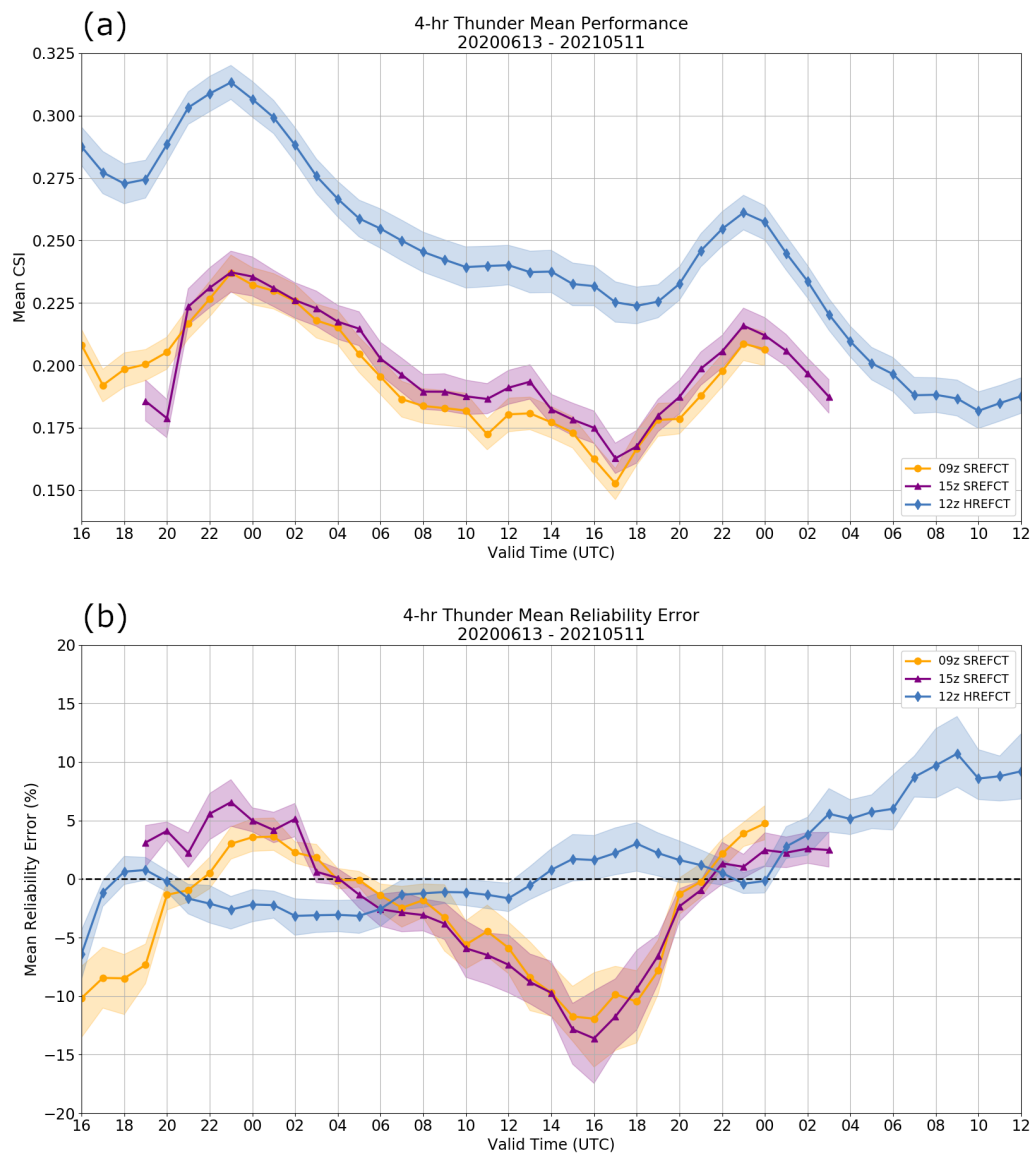 (a)
4-hr Thunder Mean Performance
20200613 - 20210511
Mean CSI
0.325
0.300
0.275
0.250
0.225
0.200
0.175
0.150
09z SREFCT
15z SREFCT
12z HREFCT
16 18 20 22 00 02 04 06 08 10 12 14 16 18 20 22 00 02 04 06 08 10 12
Valid Time (UTC)
(b)
4-hr Thunder Mean Reliability Error
20200613 - 20210511
Mean Reliability Error (%)
20
15
10
5
0
−5
−10
−15
−20
09z SREFCT
15z SREFCT
12z HREFCT
16 18 20 22 00 02 04 06 08 10 12 14 16 18 20 22 00 02 04 06 08 10 12
Valid Time (UTC)